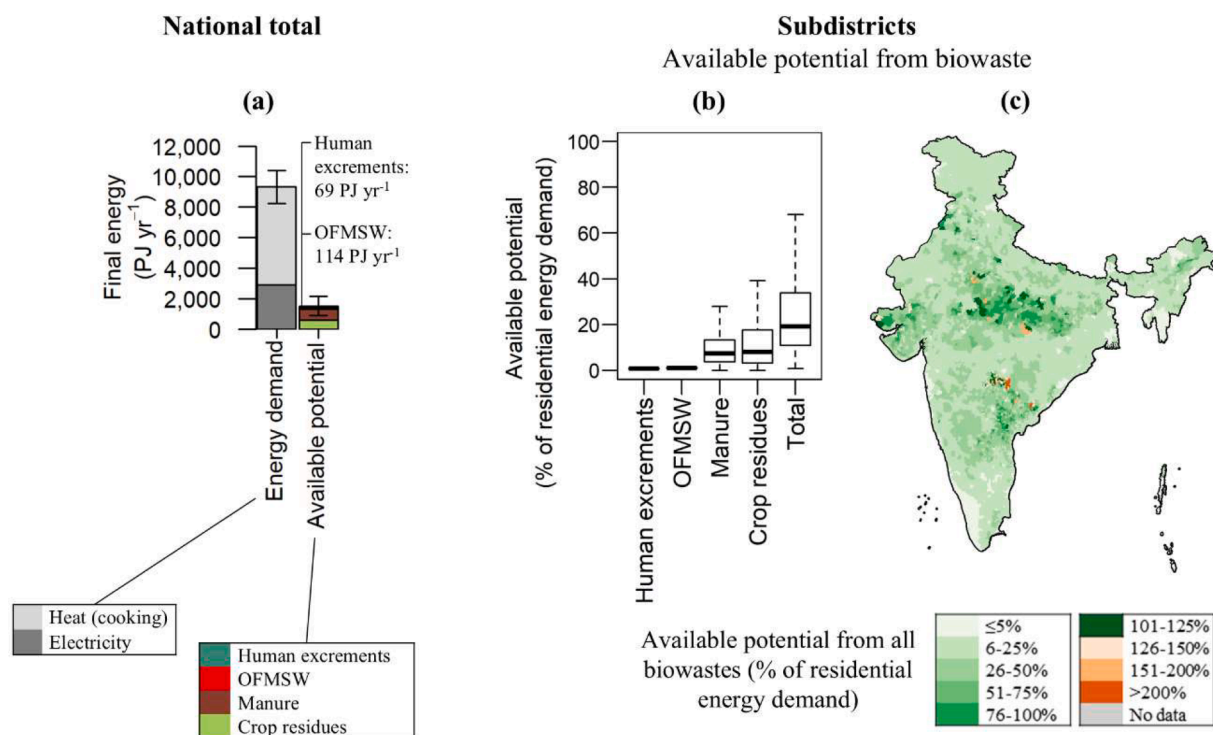 National total
Subdistricts
Available potential from biowaste
(a)
12,000
10,000
8,000
6,000
4,000
2,000
0
Final energy
(PJ yr⁻¹)
Human
excrements:
69 PJ yr⁻¹
OFMSW:
114 PJ yr⁻¹
Energy demand
Available potential
Heat (cooking)
Electricity
Human excrements
OFMSW
Manure
Crop residues
(b)
Available potential
(% of residential energy demand)
100
80
60
40
20
0
Human excrements
OFMSW
Manure
Crop residues
Total
(c)
Available potential from all
biowastes (% of residential
energy demand)
≤5%
6-25%
26-50%
51-75%
76-100%
101-125%
126-150%
151-200%
>200%
No data